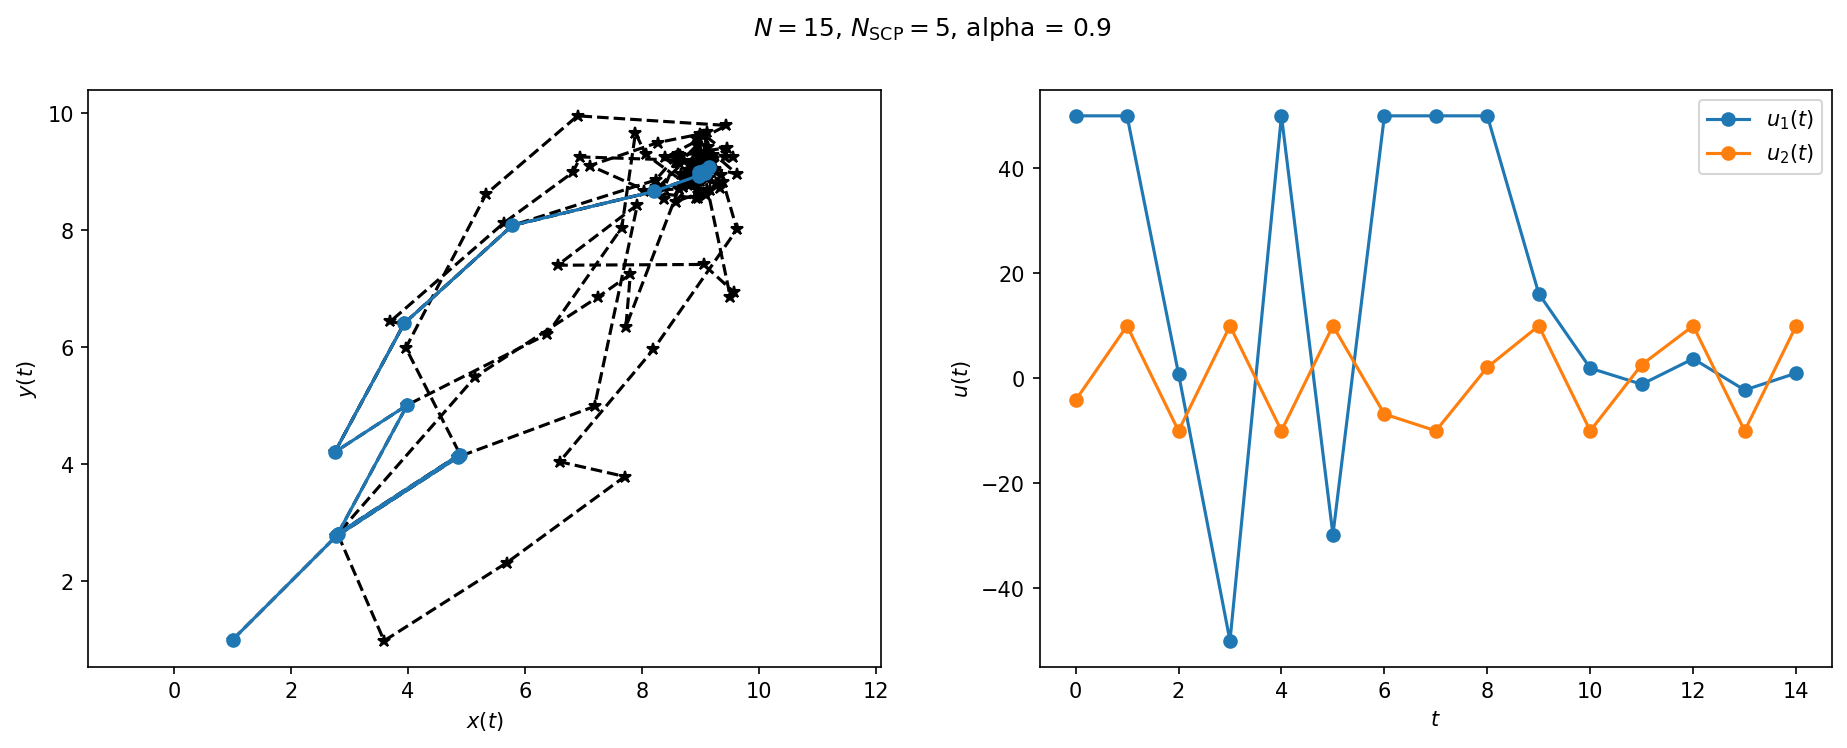 N = 15, N_SCP = 5, alpha = 0.9
10
8
6
4
2
y(t)
0 2 4 6 8 10 12
x(t)
40
20
0
−20
−40
u(t)
u₁(t)
u₂(t)
0 2 4 6 8 10 12 14
t